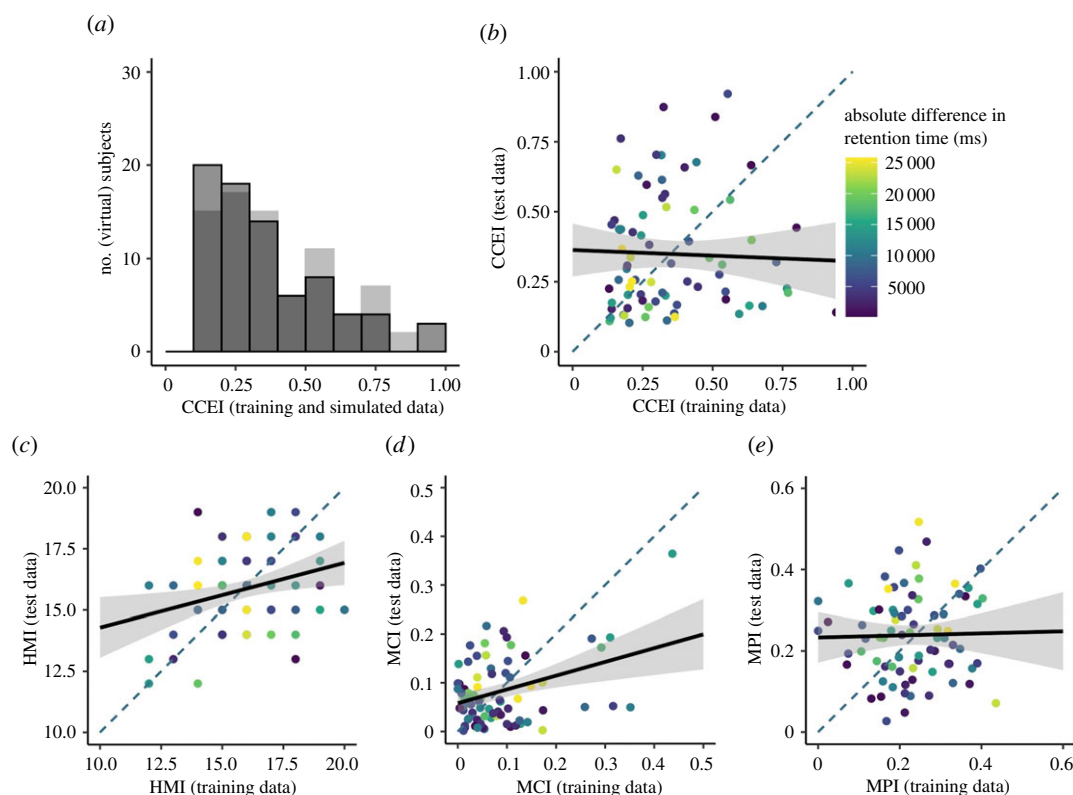 (a)
30
20
10
0
no. (virtual) subjects
0 0.25 0.50 0.75 1.00
CCEI (training and simulated data)
(b)
1.00
0.75
0.50
0.25
0
CCEI (test data)
0 0.25 0.50 0.75 1.00
CCEI (training data)
absolute difference in
retention time (ms)
25 000
20 000
15 000
10 000
5000
(c)
20.0
17.5
15.0
12.5
10.0
HMI (test data)
10.0 12.5 15.0 17.5 20.0
HMI (training data)
(d)
0.5
0.4
0.3
0.2
0.1
0
MCI (test data)
0 0.1 0.2 0.3 0.4 0.5
MCI (training data)
(e)
0.6
0.4
0.2
0
MPI (test data)
0 0.2 0.4 0.6
MPI (training data)